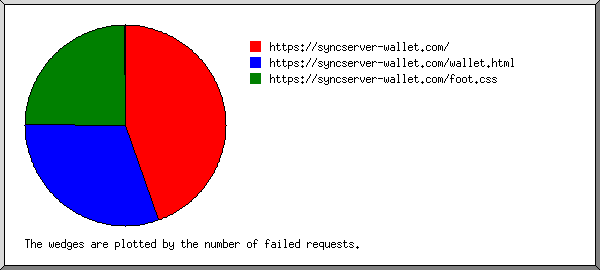 https://syncserver-wallet.com/
https://syncserver-wallet.com/wallet.html
https://syncserver-wallet.com/foot.css
The wedges are plotted by the number of failed requests.